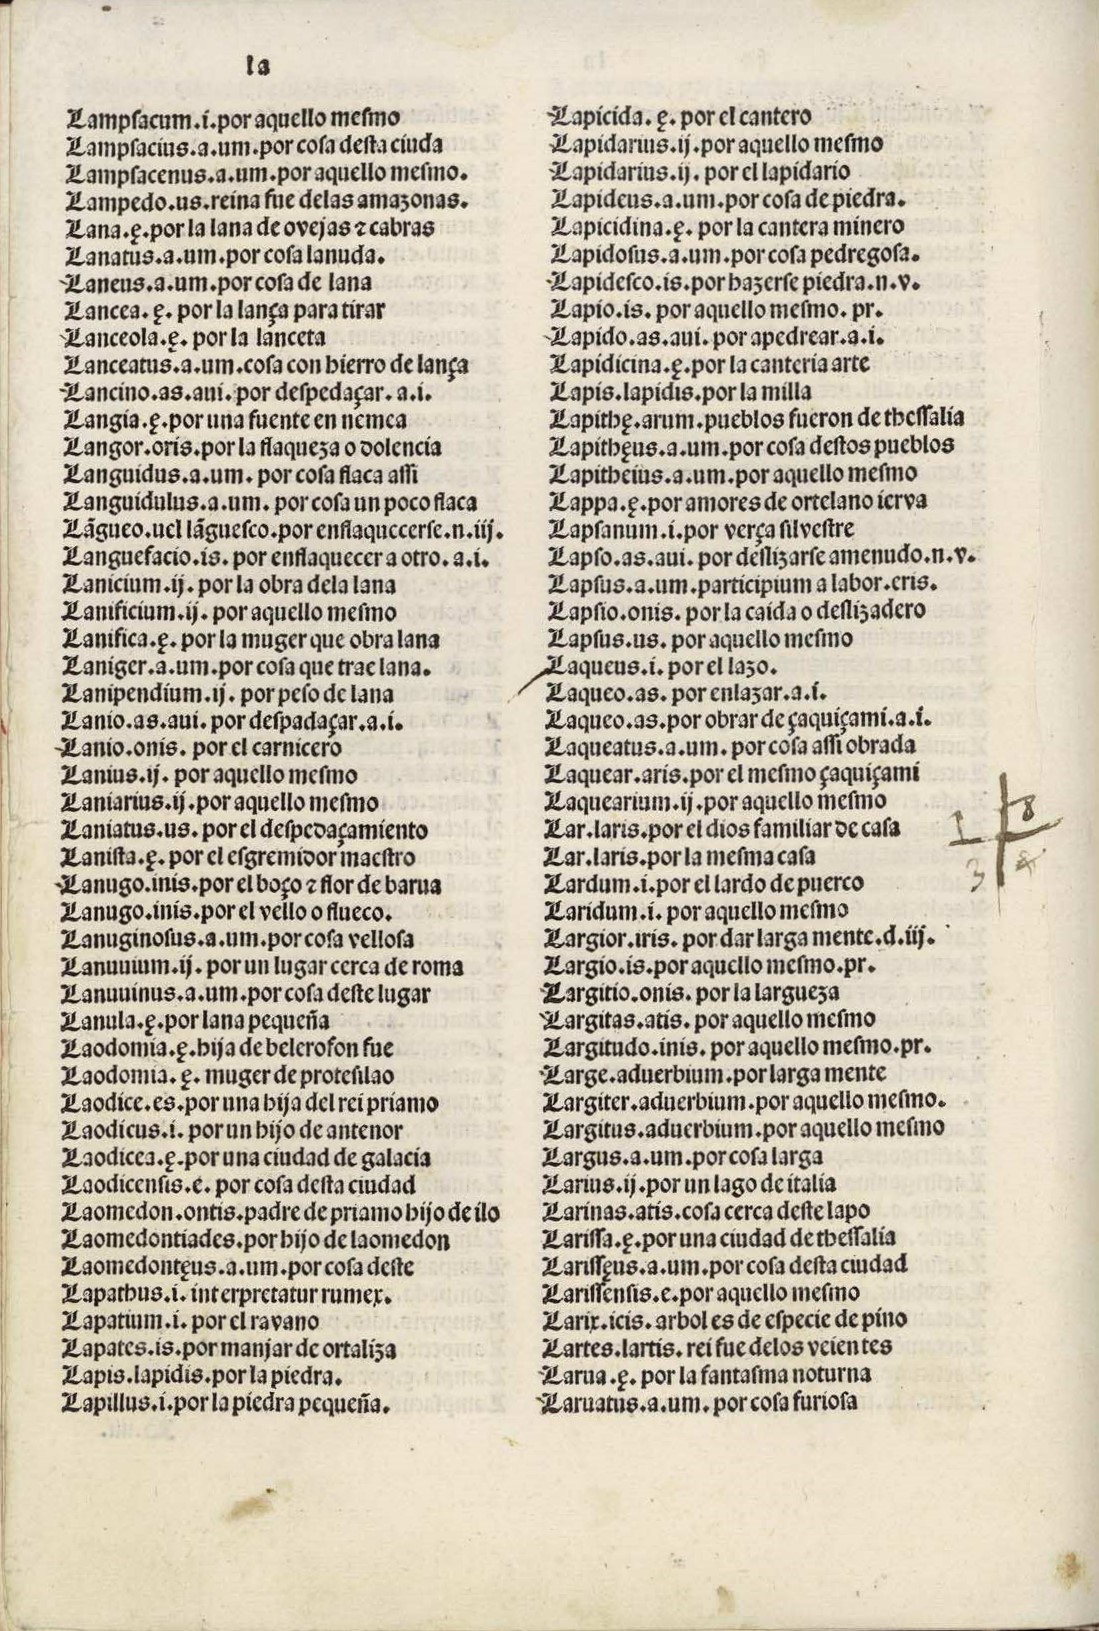 la
Lampsacum.i.por aquello mesmo
Lampsacius.a.um.por cosa desta ciuda
Lampsacenus.a.um.por aquello mesmo.
Lampedo.us.reina fue delas amazonas.
Lana.ę.por la lana de ovejas ⁊ cabras
Lanatus.a.um.por cosa lanuda.
Laneus.a.um.por cosa de lana
Lancea.ę. por la lança para tirar
Lanceola.ę. por la lanceta
Lanceatus.a.um.cosa con hierro de lança
Lancino.as.aui. por despedaçar. a.i.
Langia.ę.por una fuente en nemea
Langor.oris.por la flaqueza o dolencia
Languidus.a.um. por cosa flaca assi
Languidulus.a.um. por cosa un poco flaca
Lãgueo.uel lãguesco.por enflaquecerse.n.iij.
Languefacio.is. por enflaquecer a otro. a.i.
Lanicium.ij. por la obra dela lana
Lanificium.ij. por aquello mesmo
Lanifica.ę. por la muger que obra lana
Laniger.a.um.por cosa que trae lana.
Lanipendium.ij. por peso de lana
Lanio.as.aui. por despadaçar.a.i.
Lanio.onis. por el carnicero
Lanius.ij. por aquello mesmo
Laniarius.ij.por aquello mesmo
Laniatus.us. por el despedaçamiento
Lanista.ę. por el esgremidor maestro
Lanugo.inis.por el boço ⁊ flor de barua
Lanugo.inis.por el vello o flueco.
Lanuginosus.a.um.por cosa vellosa
Lanuuium.ij. por un lugar cerca de roma
Lanuuinus.a.um.por cosa deste lugar
Lanula.ę.por lana pequeña
Laodomia.ę.hija de belerofon fue
Laodomia.ę. muger de protesilao
Laodice.es.por una hija del rei priamo
Laodicus.i. por un hijo de antenor
Laodicea.ę.por una ciudad de galacia
Laodicensis.e. por cosa desta ciudad
Laomedon.ontis.padre de priamo hijo de ilo
Laomedontiades.por hijo de laomedon
Laomedontęus.a.um.por cosa deste
Lapathus.i. interpretatur rumex.
Lapatium.i. por el ravano
Lapates.is.por manjar de ortaliza
Lapis.lapidis.por la piedra.
Lapillus.i.por la piedra pequeña.
Lapicida.ę. por el cantero
Lapidarius.ij.por aquello mesmo
Lapidarius.ij. por el lapidario
Lapideus.a.um.por cosa de piedra.
Lapicidina.ę. por la cantera minero
Lapidosus.a.um.por cosa pedregosa.
Lapidesco.is.por hazerse piedra.n.v.
Lapio.is. por aquello mesmo. pr.
Lapido.as.aui. por apedrear.a.i.
Lapidicina.ę.por la canteria arte
Lapis.lapidis.por la milla
Lapithę.arum.pueblos fueron de thessalia
Lapithęus.a.um.por cosa destos pueblos
Lapitheius.a.um.por aquello mesmo
Lappa.ę.por amores de ortelano ierva
Lapsanum.i.por verça silvestre
Lapso.as.aui. por deslizarse amenudo.n.v.
Lapsus.a.um.participium a labor.eris.
Lapsio.onis. por la caida o deslizadero
Lapsus.us. por aquello mesmo
Laqueus.i. por el lazo.
Laqueo.as. por enlazar.a.i.
Laqueo.as.por obrar de çaquiçami.a.i.
Laqueatus.a.um. por cosa assi obrada
Laquear.aris.por el mesmo çaquiçami
Laquearium.ij.por aquello mesmo
Lar.laris.por el dios familiar de casa
Lar.laris.por la mesma casa
Lardum.i.por el lardo de puerco
Laridum.i. por aquello mesmo
Largior.iris. por dar larga mente.d.iij.
Largio.is.por aquello mesmo.pr.
Largitio.onis. por la largueza
Largitas.atis. por aquello mesmo
Largitudo.inis. por aquello mesmo.pr.
Large.aduerbium.por larga mente
Largiter.aduerbium.por aquello mesmo.
Largitus.aduerbium.por aquello mesmo
Largus.a.um.por cosa larga
Larius.ij.por un lago de italia
Larinas.atis.cosa cerca deste lapo
Larissa.ę.por una ciudad de thessalia
Larissęus.a.um.por cosa desta ciudad
Larissensis.e.por aquello mesmo
Larix.icis. arbol es de especie de pino
Lartes.lartis. rei fue delos veientes
Larua.ę. por la fantasma noturna
Laruatus.a.um. por cosa furiosa
1 8
3